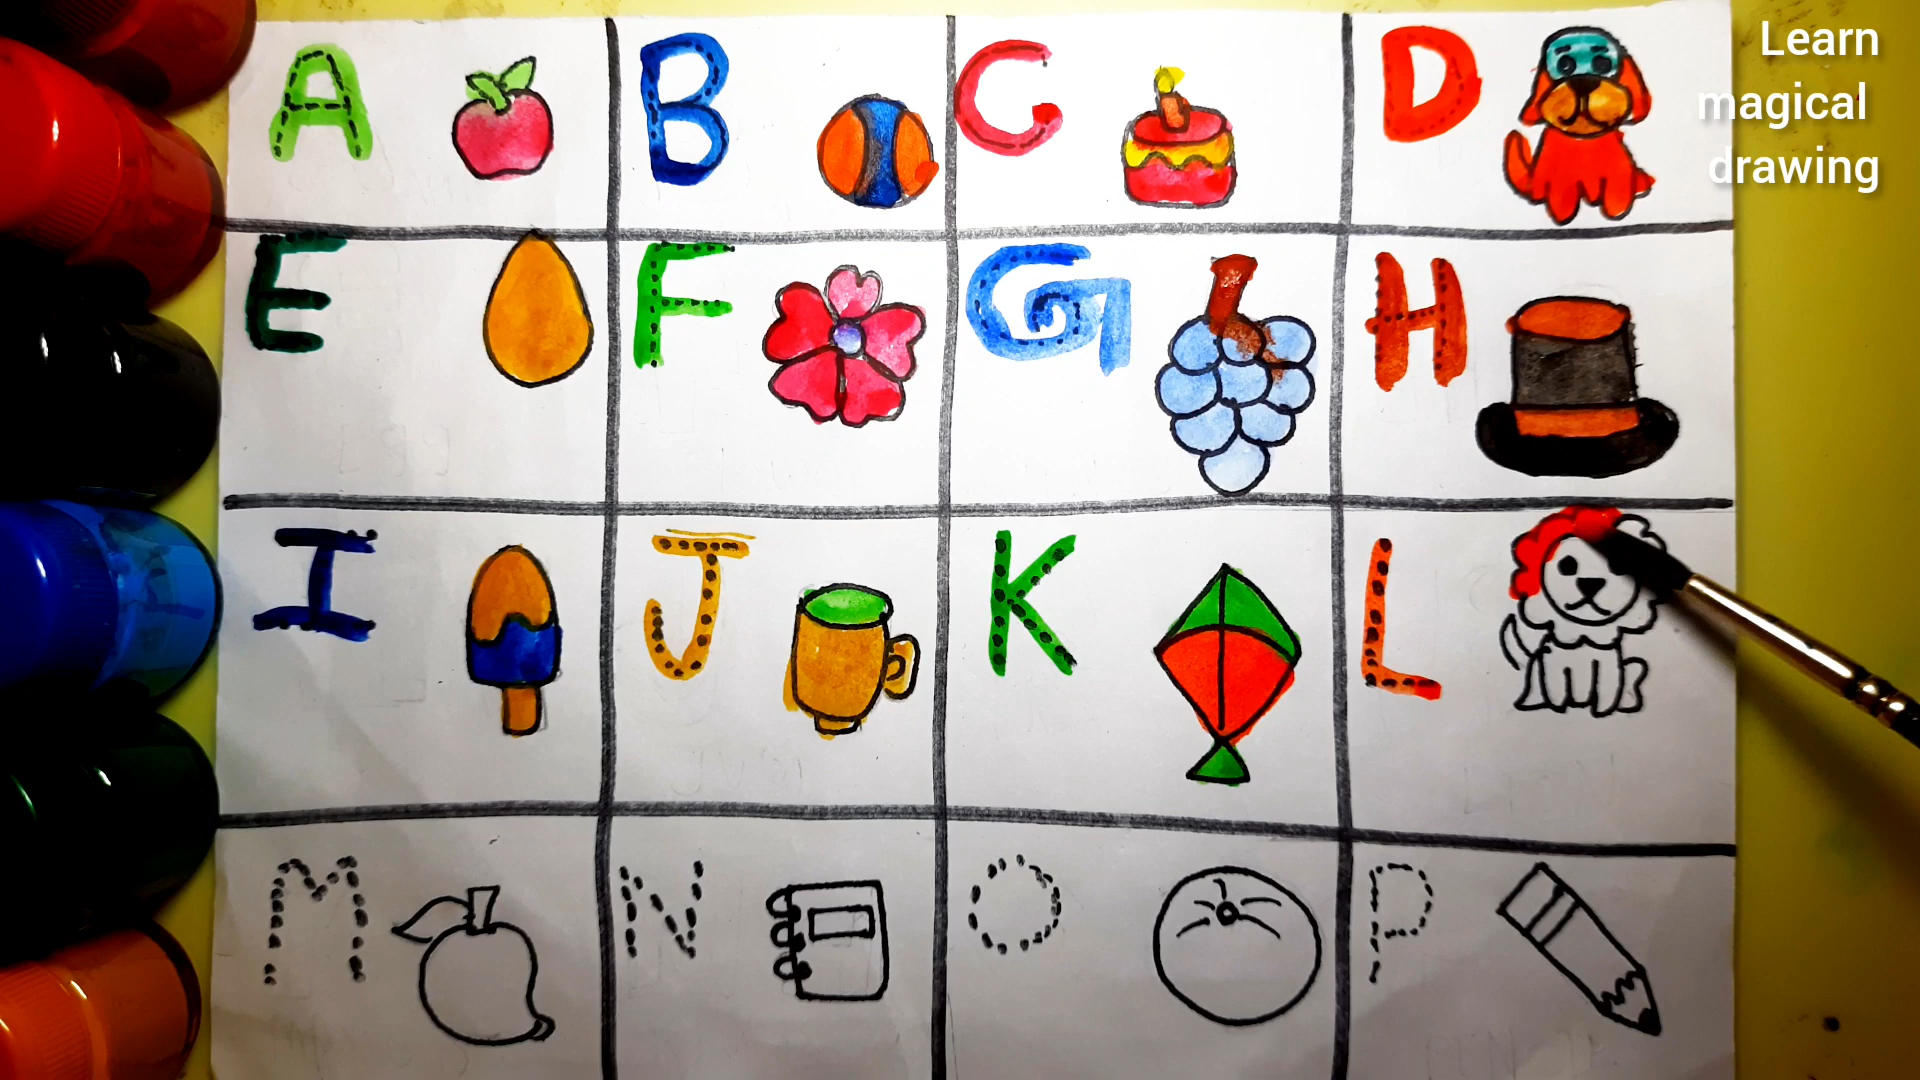 A B C D
E F G H
I J K L
M N O P
Learn
magical
drawing